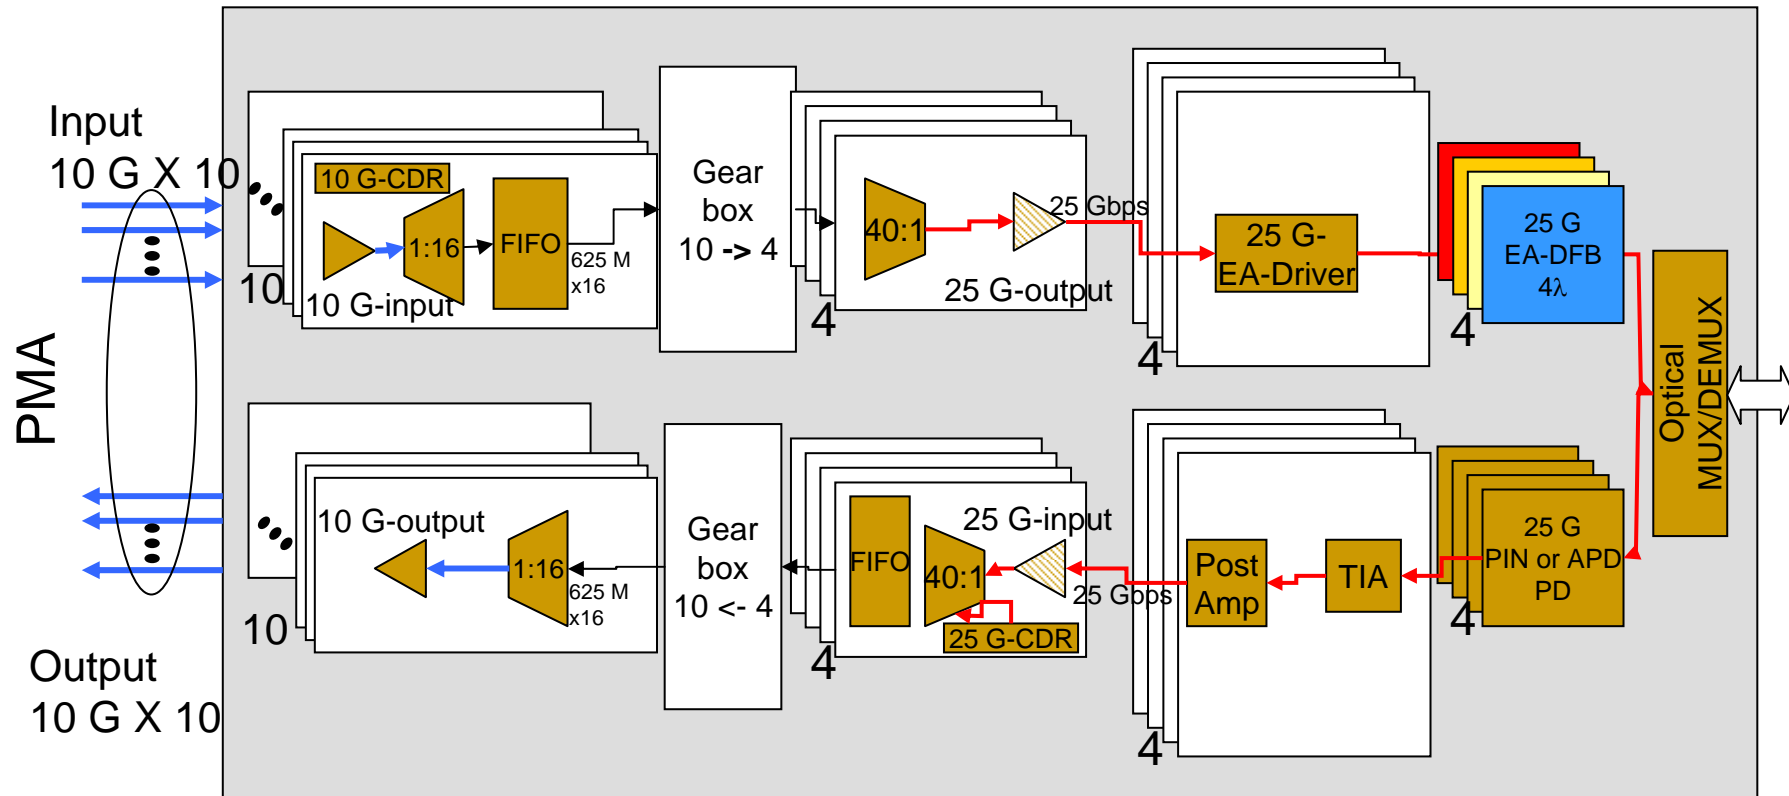 Input
10 G X 10
PMA
Output
10 G X 10
10 G-CDR
1:16
FIFO
625 M
x16
10 G-input
10
Gear
box
10 -> 4
40:1
25 Gbps
25 G-output
4
25 G-
EA-Driver
4
25 G
EA-DFB
4λ
4
Optical
MUX/DEMUX
10 G-output
1:16
625 M
x16
10
Gear
box
10 <- 4
FIFO
25 G-input
40:1
25 Gbps
25 G-CDR
4
Post
Amp
TIA
4
25 G
PIN or APD
PD
4